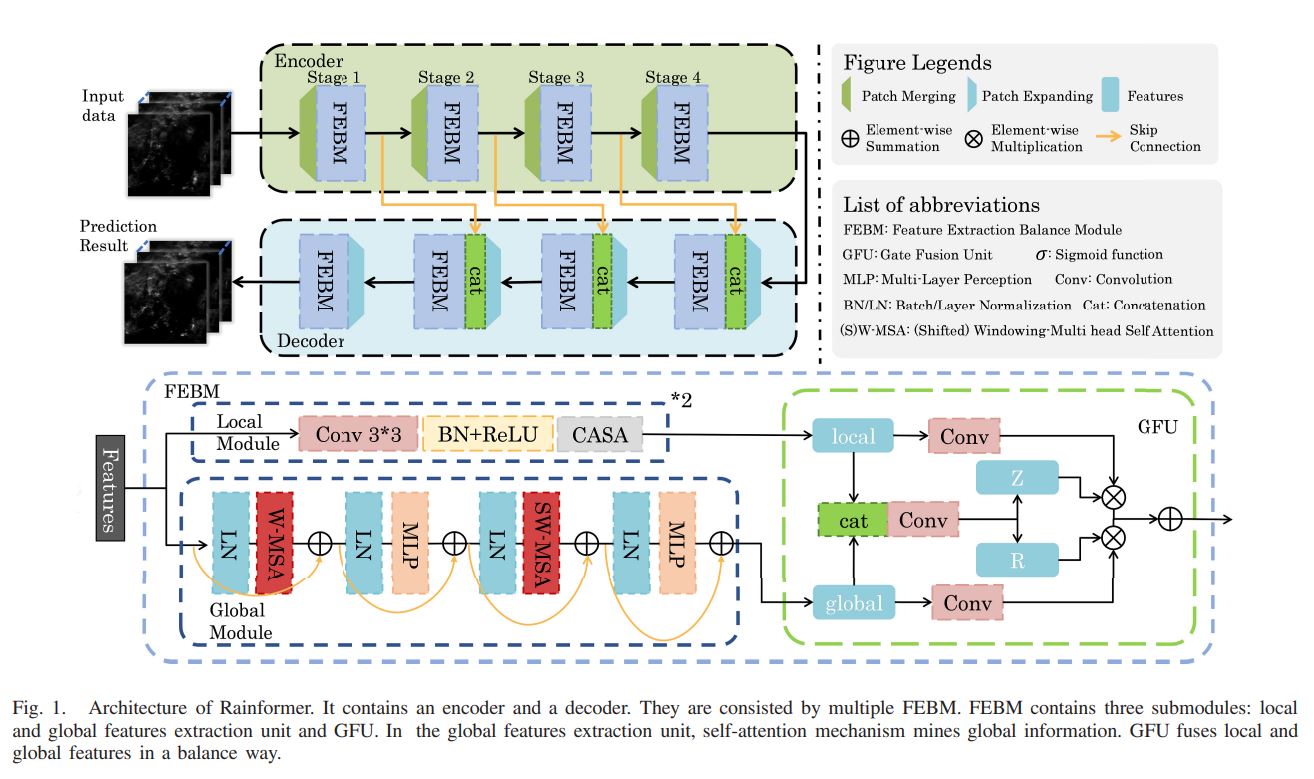 Encoder
Stage 1 Stage 2 Stage 3 Stage 4
Input
data
FEBM FEBM FEBM FEBM
Prediction
Result
FEBM FEBM cat FEBM cat FEBM cat
Decoder
Figure Legends
Patch Merging Patch Expanding Features
Element-wise
Summation
Element-wise
Multiplication
Skip
Connection
List of abbreviations
FEBM: Feature Extraction Balance Module
GFU: Gate Fusion Unit σ: Sigmoid function
MLP: Multi-Layer Perception Conv: Convolution
BN/LN: Batch/Layer Normalization Cat: Concatenation
(S)W-MSA: (Shifted) Windowing-Multi head Self Attention
FEBM
Features
Local
Module
Conv 3*3 BN+ReLU CASA
*2
LN W-MSA LN MLP LN SW-MSA LN MLP
Global
Module
GFU
local Conv
Z
cat Conv
R
global Conv
Fig. 1. Architecture of Rainformer. It contains an encoder and a decoder. They are consisted by multiple FEBM. FEBM contains three submodules: local
and global features extraction unit and GFU. In the global features extraction unit, self-attention mechanism mines global information. GFU fuses local and
global features in a balance way.